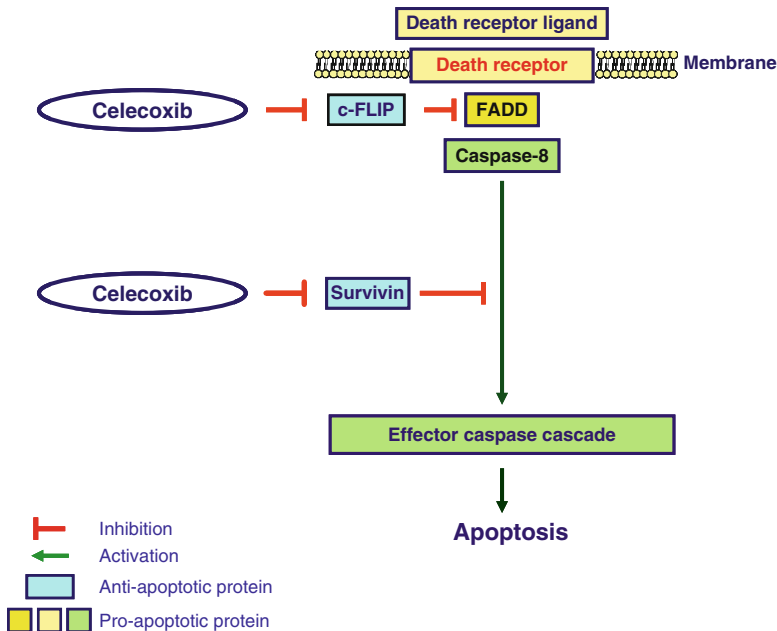 Death receptor ligand
Death receptor
Membrane
Celecoxib
c-FLIP
FADD
Caspase-8
Celecoxib
Survivin
Effector caspase cascade
Apoptosis
Inhibition
Activation
Anti-apoptotic protein
Pro-apoptotic protein